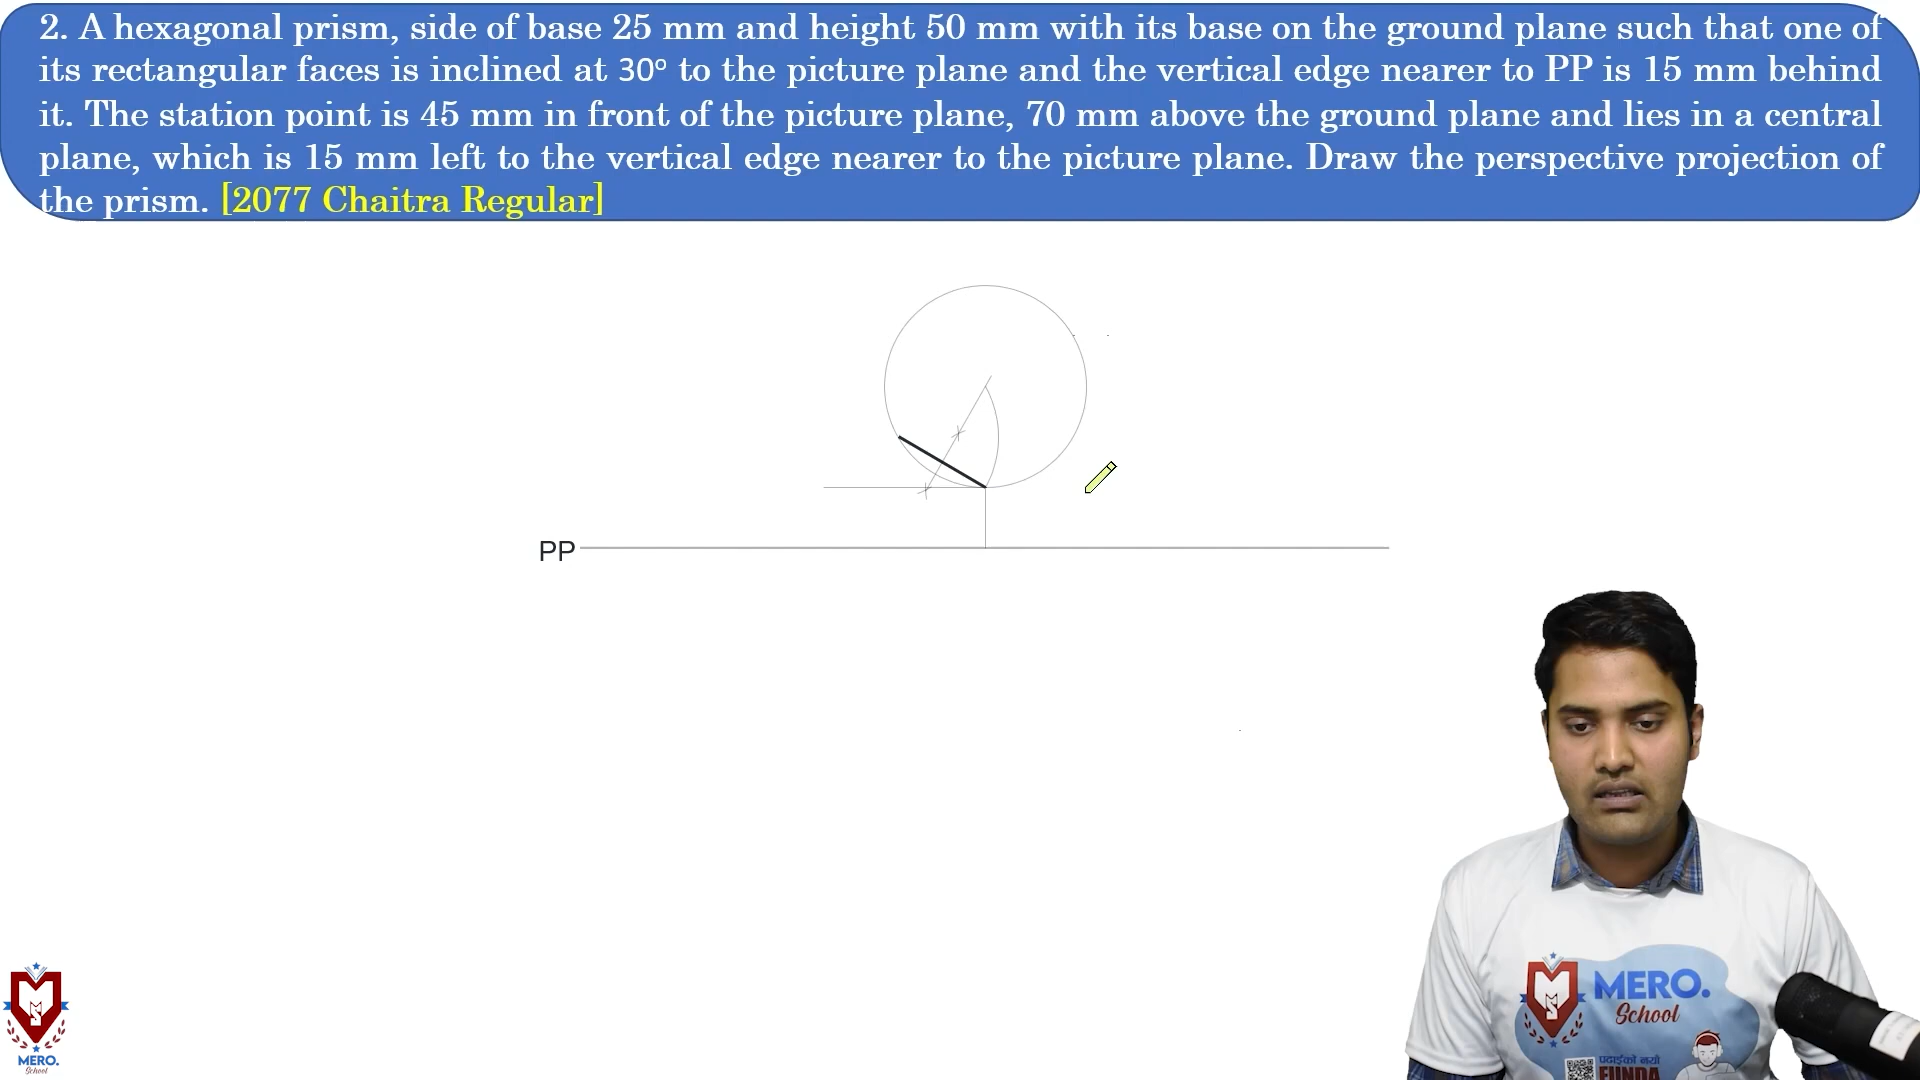 2. A hexagonal prism, side of base 25 mm and height 50 mm with its base on the ground plane such that one of
its rectangular faces is inclined at 30° to the picture plane and the vertical edge nearer to PP is 15 mm behind
it. The station point is 45 mm in front of the picture plane, 70 mm above the ground plane and lies in a central
plane, which is 15 mm left to the vertical edge nearer to the picture plane. Draw the perspective projection of
the prism. [2077 Chaitra Regular]
PP
MERO.
School
MERO.
School
पढाईको नयाँ
FUNDA